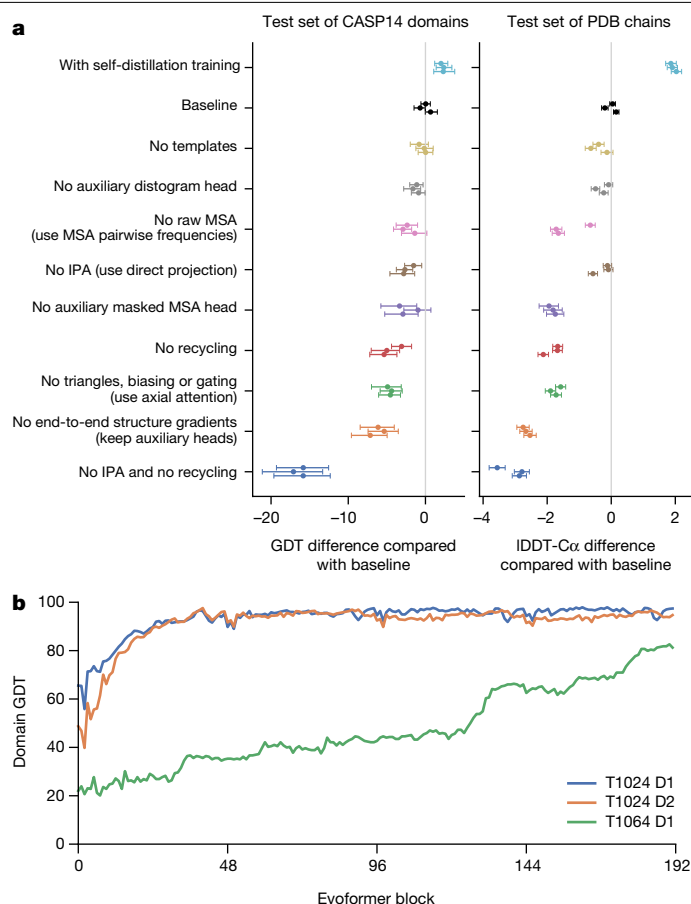 a
Test set of CASP14 domains
Test set of PDB chains
With self-distillation training
Baseline
No templates
No auxiliary distogram head
No raw MSA
(use MSA pairwise frequencies)
No IPA (use direct projection)
No auxiliary masked MSA head
No recycling
No triangles, biasing or gating
(use axial attention)
No end-to-end structure gradients
(keep auxiliary heads)
No IPA and no recycling
−20 −10 0
−4 −2 0 2
GDT difference compared
with baseline
lDDT-Cα difference
compared with baseline
b
100
80
60
40
20
0
Domain GDT
T1024 D1
T1024 D2
T1064 D1
0 48 96 144 192
Evoformer block